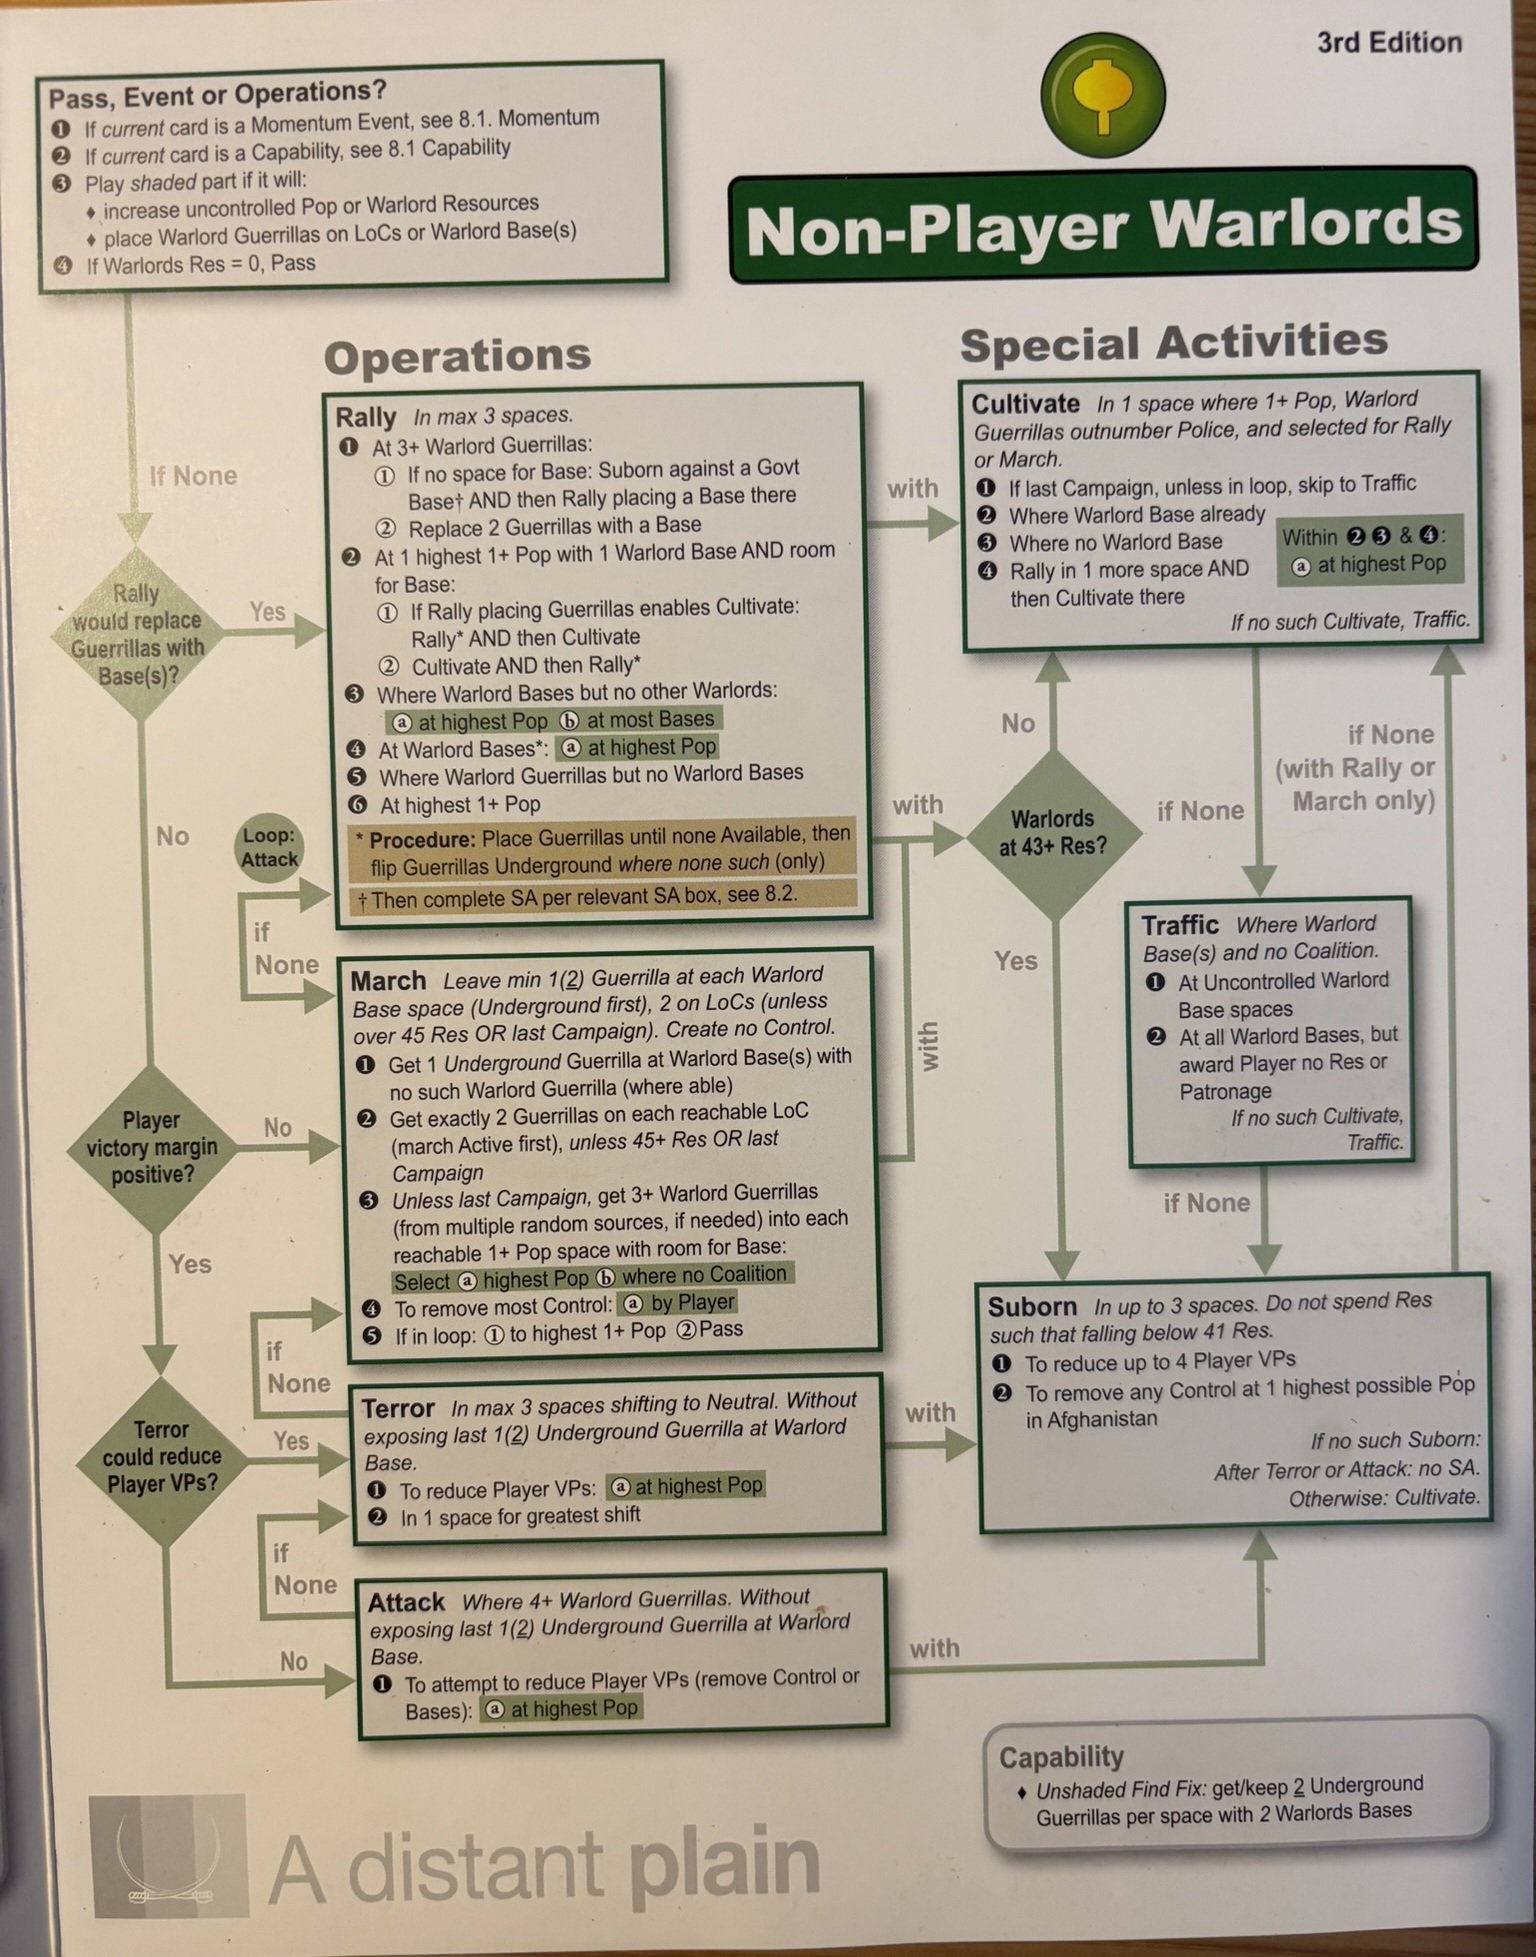 3rd Edition
Pass, Event or Operations?
❶ If current card is a Momentum Event, see 8.1. Momentum
❷ If current card is a Capability, see 8.1 Capability
❸ Play shaded part if it will:
♦ increase uncontrolled Pop or Warlord Resources
♦ place Warlord Guerrillas on LoCs or Warlord Base(s)
❹ If Warlords Res = 0, Pass
Non-Player Warlords
If None
Rally
would replace
Guerrillas with
Base(s)?
Yes
No
Operations
Rally In max 3 spaces.
❶ At 3+ Warlord Guerrillas:
① If no space for Base: Suborn against a Govt
Base† AND then Rally placing a Base there
② Replace 2 Guerrillas with a Base
❷ At 1 highest 1+ Pop with 1 Warlord Base AND room
for Base:
① If Rally placing Guerrillas enables Cultivate:
Rally* AND then Cultivate
② Cultivate AND then Rally*
❸ Where Warlord Bases but no other Warlords:
ⓐ at highest Pop ⓑ at most Bases
❹ At Warlord Bases*: ⓐ at highest Pop
❺ Where Warlord Guerrillas but no Warlord Bases
❻ At highest 1+ Pop
* Procedure: Place Guerrillas until none Available, then
flip Guerrillas Underground where none such (only)
† Then complete SA per relevant SA box, see 8.2.
with
Loop:
Attack
if
None
with
Player
victory margin
positive?
No
Yes
March Leave min 1(2) Guerrilla at each Warlord
Base space (Underground first), 2 on LoCs (unless
over 45 Res OR last Campaign). Create no Control.
❶ Get 1 Underground Guerrilla at Warlord Base(s) with
no such Warlord Guerrilla (where able)
❷ Get exactly 2 Guerrillas on each reachable LoC
(march Active first), unless 45+ Res OR last
Campaign
❸ Unless last Campaign, get 3+ Warlord Guerrillas
(from multiple random sources, if needed) into each
reachable 1+ Pop space with room for Base:
Select ⓐ highest Pop ⓑ where no Coalition
❹ To remove most Control: ⓐ by Player
❺ If in loop: ① to highest 1+ Pop ② Pass
with
if
None
Terror
could reduce
Player VPs?
Yes
No
Terror In max 3 spaces shifting to Neutral. Without
exposing last 1(2) Underground Guerrilla at Warlord
Base.
❶ To reduce Player VPs: ⓐ at highest Pop
❷ In 1 space for greatest shift
with
if
None
Attack Where 4+ Warlord Guerrillas. Without
exposing last 1(2) Underground Guerrilla at Warlord
Base.
❶ To attempt to reduce Player VPs (remove Control or
Bases): ⓐ at highest Pop
with
Special Activities
Cultivate In 1 space where 1+ Pop, Warlord
Guerrillas outnumber Police, and selected for Rally
or March.
❶ If last Campaign, unless in loop, skip to Traffic
❷ Where Warlord Base already
❸ Where no Warlord Base
❹ Rally in 1 more space AND
then Cultivate there
Within ❷ ❸ & ❹:
ⓐ at highest Pop
If no such Cultivate, Traffic.
No
Warlords
at 43+ Res?
Yes
if None
if None
(with Rally or
March only)
Traffic Where Warlord
Base(s) and no Coalition.
❶ At Uncontrolled Warlord
Base spaces
❷ At all Warlord Bases, but
award Player no Res or
Patronage
If no such Cultivate,
Traffic.
if None
Suborn In up to 3 spaces. Do not spend Res
such that falling below 41 Res.
❶ To reduce up to 4 Player VPs
❷ To remove any Control at 1 highest possible Pop
in Afghanistan
If no such Suborn:
After Terror or Attack: no SA.
Otherwise: Cultivate.
Capability
♦ Unshaded Find Fix: get/keep 2 Underground
Guerrillas per space with 2 Warlords Bases
A distant plain